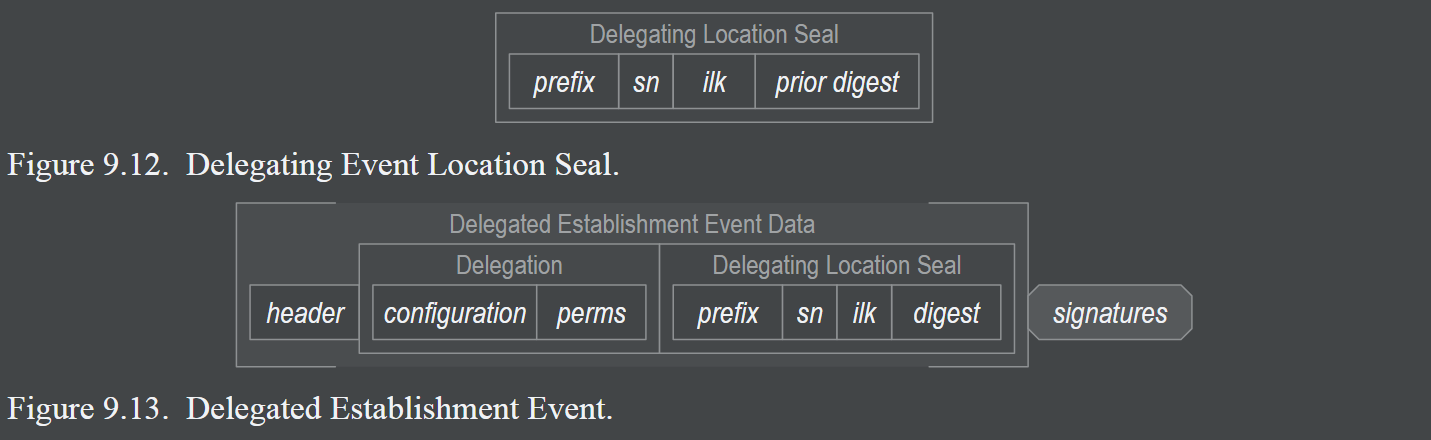 Delegating Location Seal
prefix sn ilk prior digest
Figure 9.12. Delegating Event Location Seal.
Delegated Establishment Event Data
Delegation Delegating Location Seal
header configuration perms prefix sn ilk digest signatures
Figure 9.13. Delegated Establishment Event.